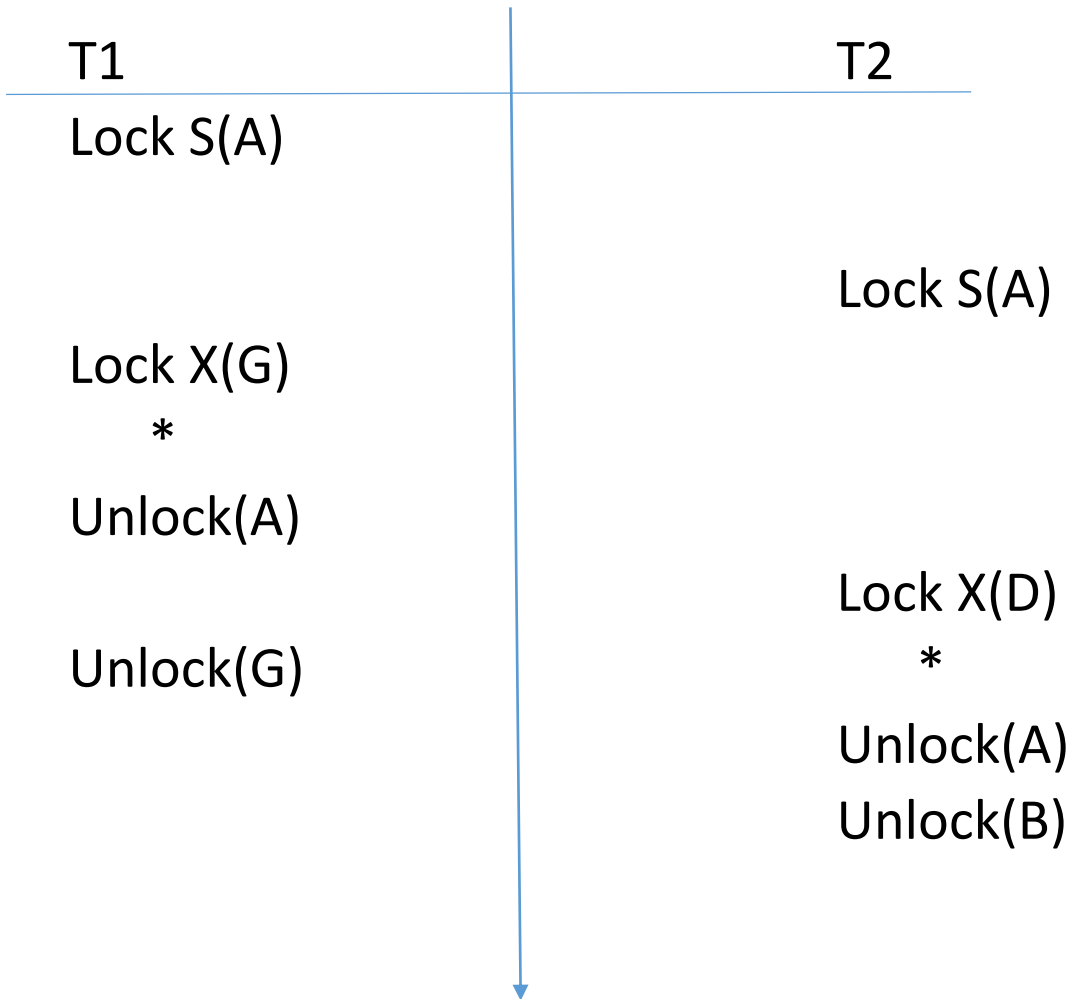 T1 T2
Lock S(A)
Lock S(A)
Lock X(G)
*
Unlock(A)
Lock X(D)
*
Unlock(G)
Unlock(A)
Unlock(B)